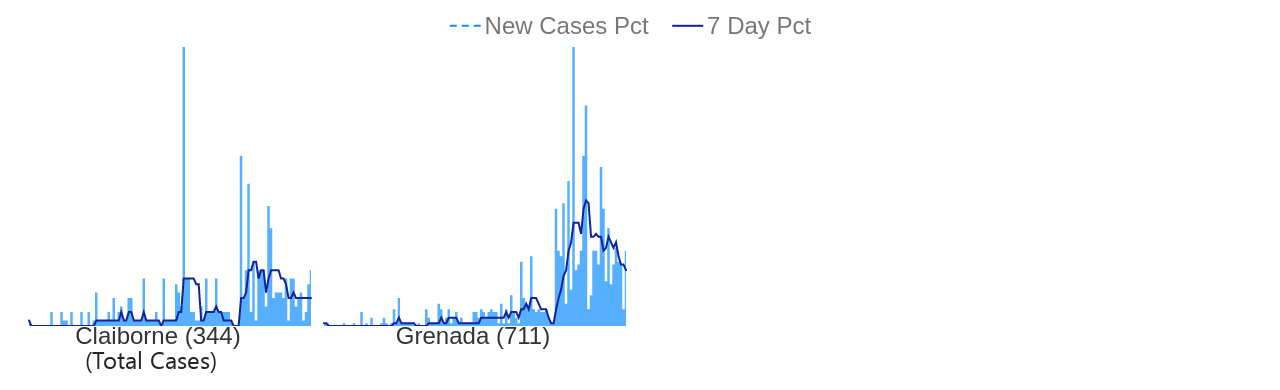 New Cases Pct 7 Day Pct
Claiborne (344) Grenada (711)
(Total Cases)